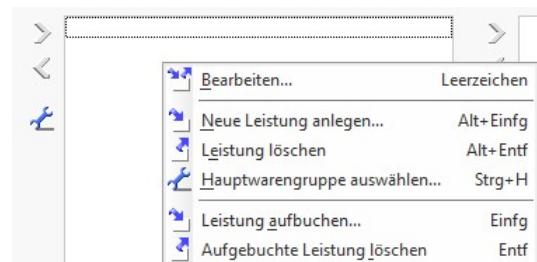 Bearbeiten... Leerzeichen
Neue Leistung anlegen... Alt+Einfg
Leistung löschen Alt+Entf
Hauptwarengruppe auswählen... Strg+H
Leistung aufbuchen... Einfg
Aufgebuchte Leistung löschen Entf